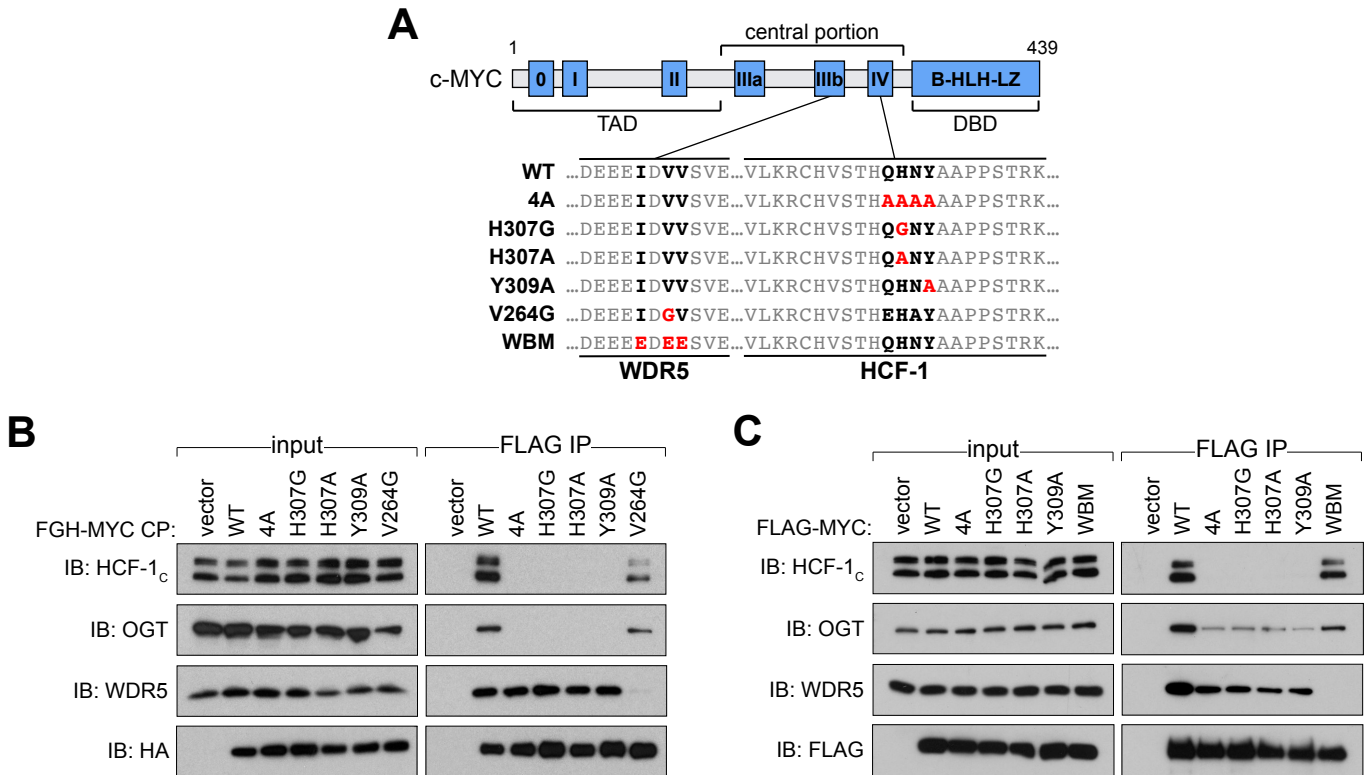 A
central portion
1
439
c-MYC
0
I
II
IIIa
IIIb
IV
B-HLH-LZ
TAD
DBD
WT …DEEEIDVVSVE…VLKRCHVSTHQHNYAAPPSTRK…
4A …DEEEIDVVSVE…VLKRCHVSTHAAAAAAPPSTRK…
H307G …DEEEIDVVSVE…VLKRCHVSTHQGNYAAPPSTRK…
H307A …DEEEIDVVSVE…VLKRCHVSTHQANYAAPPSTRK…
Y309A …DEEEIDVVSVE…VLKRCHVSTHQHNAAAPPSTRK…
V264G …DEEEIDGVSVE…VLKRCHVSTHEHAYAAPPSTRK…
WBM …DEEEEDEESVE…VLKRCHVSTHQHNYAAPPSTRK…
WDR5 HCF-1
B
input FLAG IP
FGH-MYC CP: vector WT 4A H307G H307A Y309A V264G vector WT 4A H307G H307A Y309A V264G
IB: HCF-1C
IB: OGT
IB: WDR5
IB: HA
C
input FLAG IP
FLAG-MYC: vector WT 4A H307G H307A Y309A WBM vector WT 4A H307G H307A Y309A WBM
IB: HCF-1C
IB: OGT
IB: WDR5
IB: FLAG